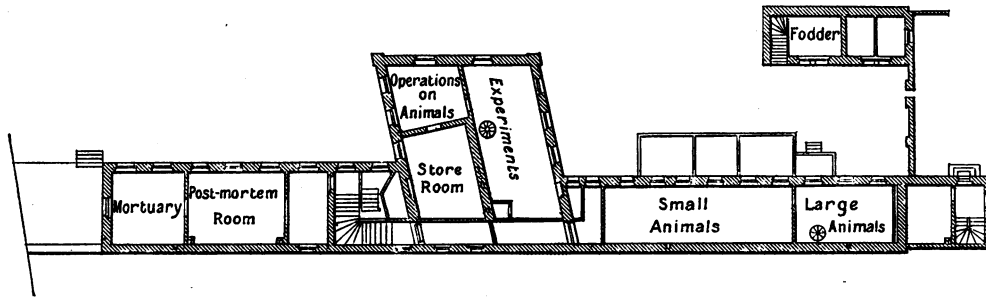 Fodder
Operations
on
Animals
Experiments
Store
Room
Mortuary
Post-mortem
Room
Small
Animals
Large
Animals